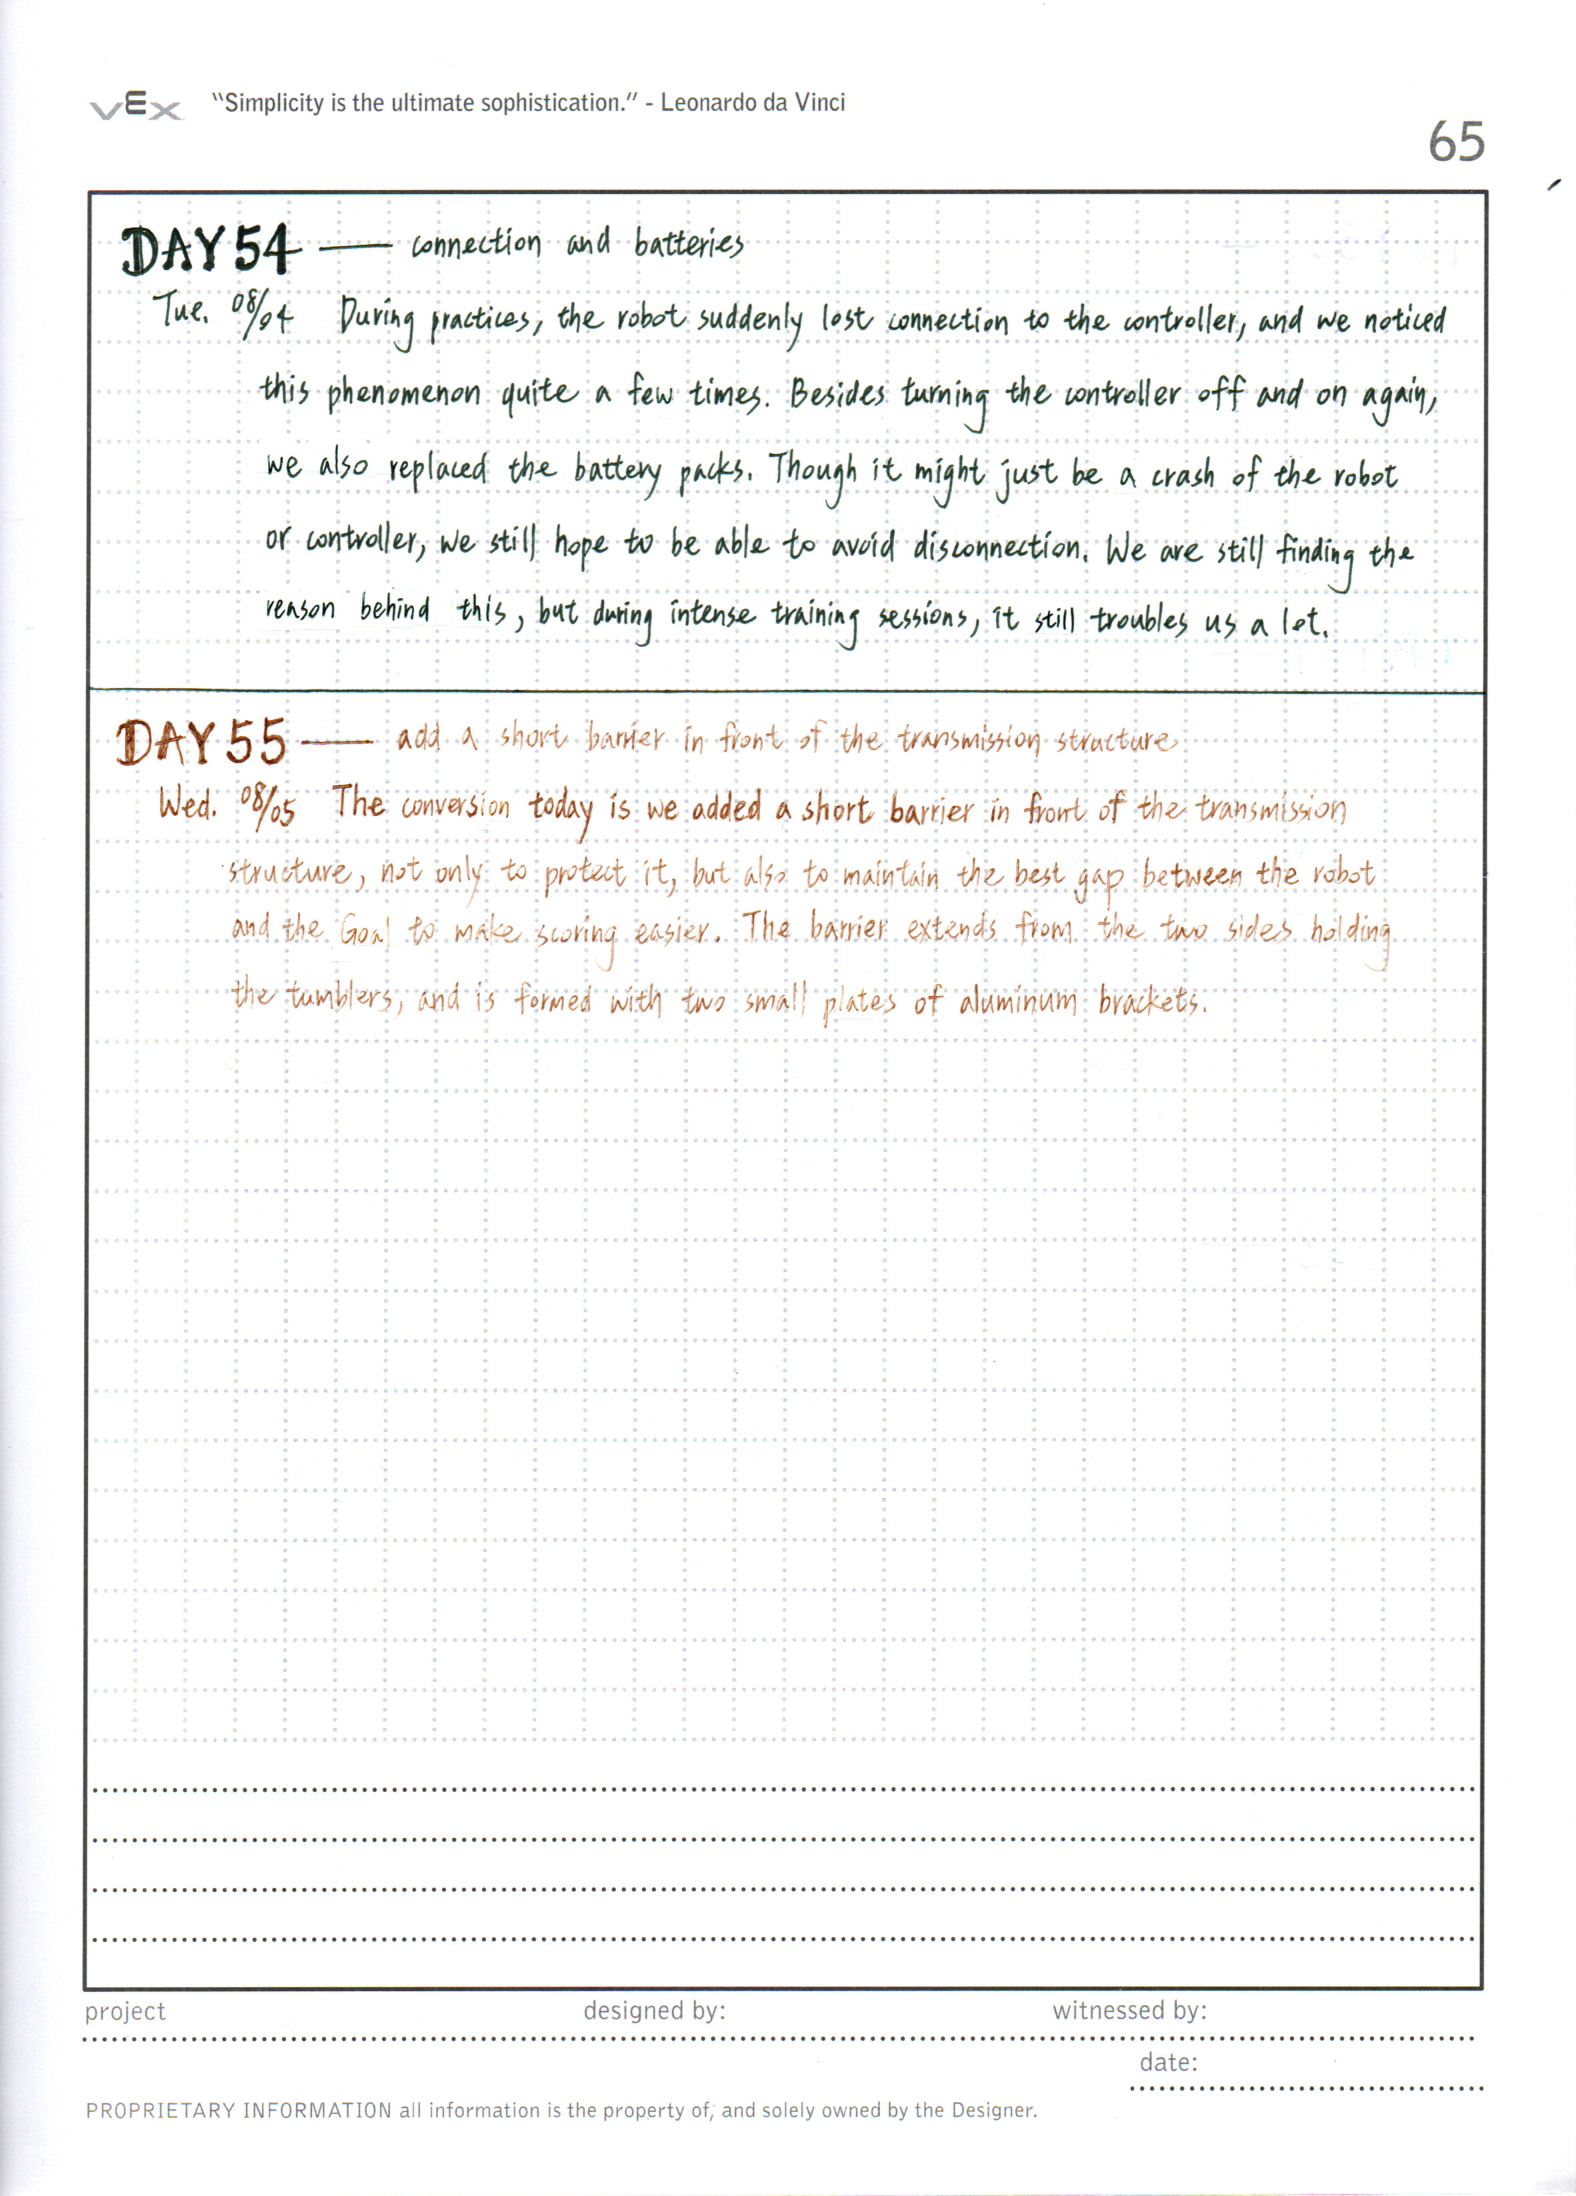 VEX "Simplicity is the ultimate sophistication." - Leonardo da Vinci
65
DAY 54 — connection and batteries
Tue. 08/04 During practices, the robot suddenly lost connection to the controller, and we noticed
this phenomenon quite a few times. Besides turning the controller off and on again,
we also replaced the battery packs. Though it might just be a crash of the robot
or controller, we still hope to be able to avoid disconnection. We are still finding the
reason behind this, but during intense training sessions, it still troubles us a lot.
DAY 55 — add a short barrier in front of the transmission structure
Wed. 08/05 The conversion today is we added a short barrier in front of the transmission
structure, not only to protect it, but also to maintain the best gap between the robot
and the Goal to make scoring easier. The barrier extends from the two sides holding
the tumblers, and is formed with two small plates of aluminum brackets.
project designed by: witnessed by:
date:
PROPRIETARY INFORMATION all information is the property of, and solely owned by the Designer.